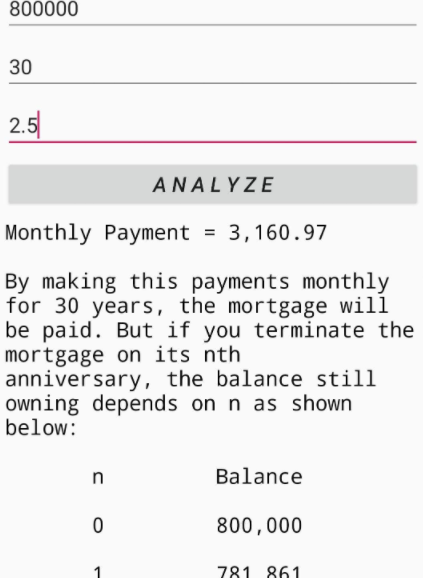 800000
30
2.5
ANALYZE
Monthly Payment = 3,160.97
By making this payments monthly
for 30 years, the mortgage will
be paid. But if you terminate the
mortgage on its nth
anniversary, the balance still
owning depends on n as shown
below:
n Balance
0 800,000
1 781,861